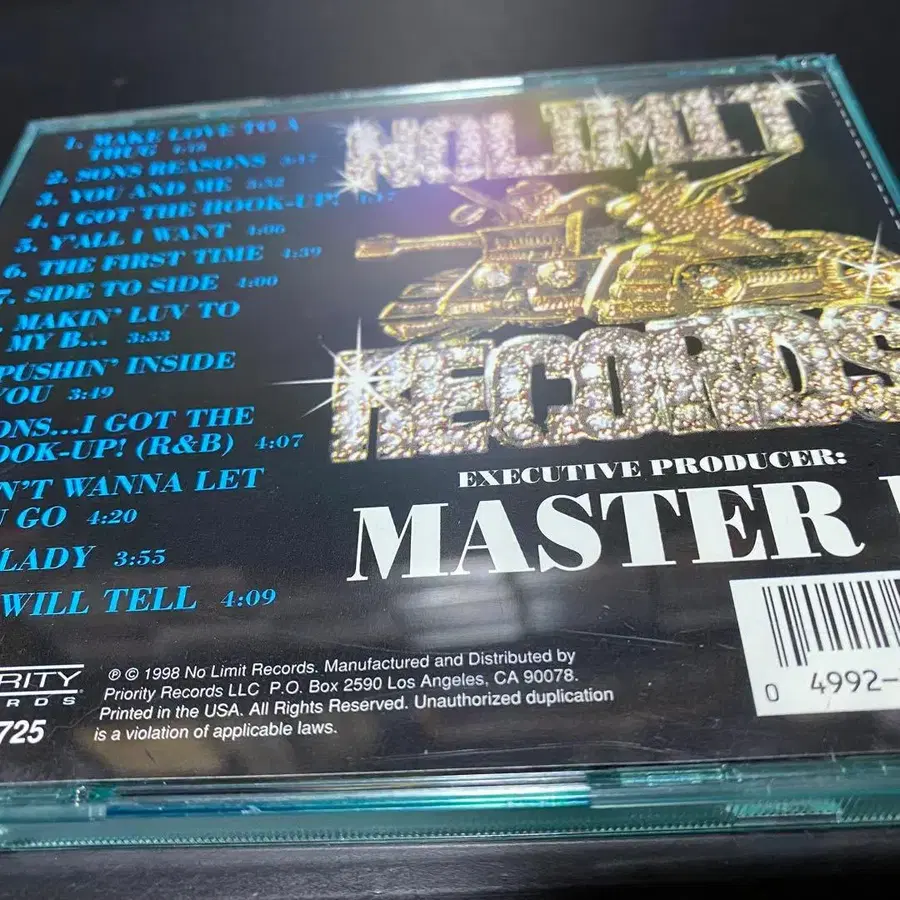 1. MAKE LOVE TO A
THUG 4:13
2. SONS REASONS 3:17
3. YOU AND ME 3:32
4. I GOT THE HOOK-UP!
5. Y'ALL I WANT 4:06
6. THE FIRST TIME 4:39
7. SIDE TO SIDE 4:00
MAKIN' LUV TO
MY B... 3:33
PUSHIN' INSIDE
YOU 3:49
ONS...I GOT THE
OOK-UP! (R&B) 4:07
N'T WANNA LET
U GO 4:20
LADY 3:55
WILL TELL 4:09
NO LIMIT
RECORDS
EXECUTIVE PRODUCER:
MASTER P
RITY
RDS
725
℗ © 1998 No Limit Records. Manufactured and Distributed by
Priority Records LLC P.O. Box 2590 Los Angeles, CA 90078.
Printed in the USA. All Rights Reserved. Unauthorized duplication
is a violation of applicable laws.
0 4992-